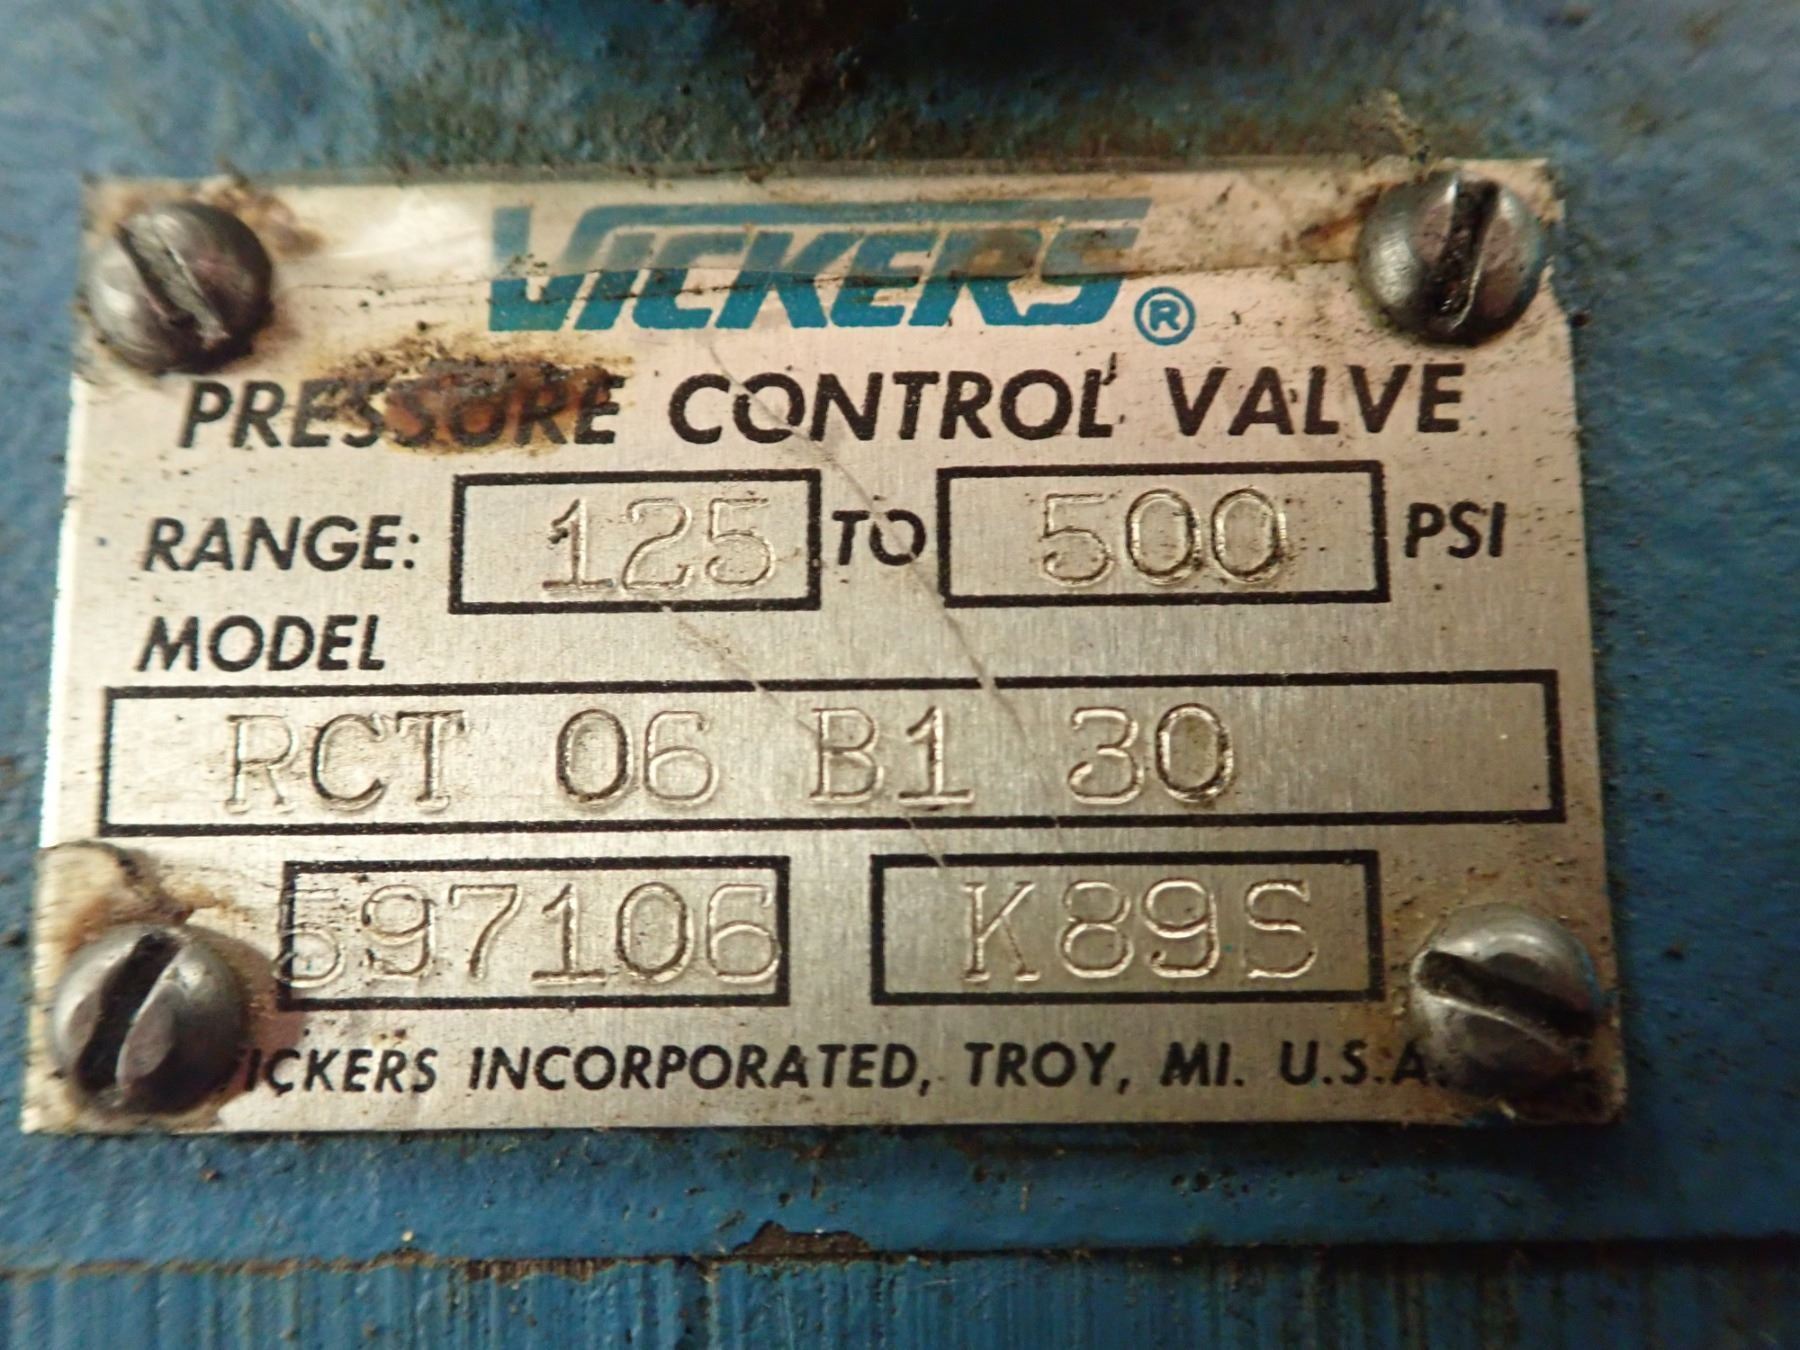 VICKERS®
PRESSURE CONTROL VALVE
RANGE: 125 TO 500 PSI
MODEL
RCT 06 B1 30
597106 K89S
VICKERS INCORPORATED, TROY, MI. U.S.A.